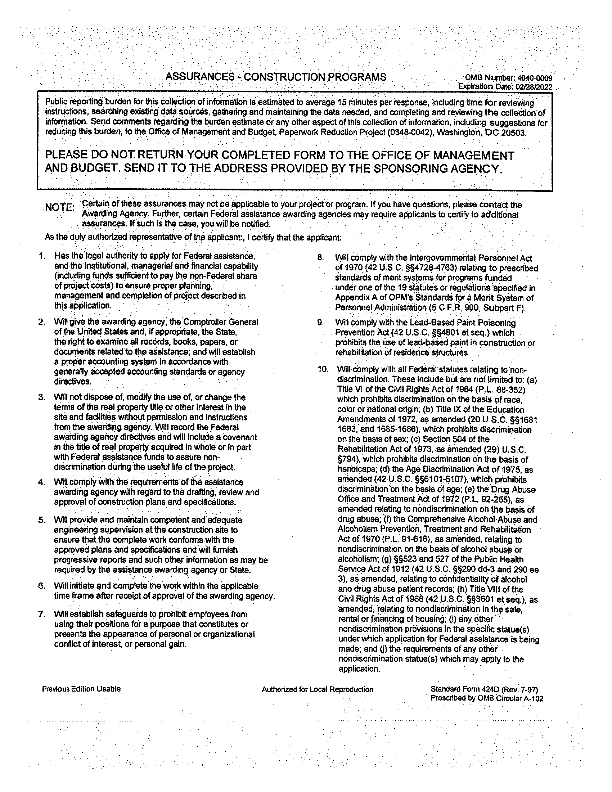 ASSURANCES - CONSTRUCTION PROGRAMS
OMB Number: 4040-0009
Expiration Date: 02/28/2022
Public reporting burden for this collection of information is estimated to average 15 minutes per response, including time for reviewing
instructions, searching existing data sources, gathering and maintaining the data needed, and completing and reviewing the collection of
information. Send comments regarding the burden estimate or any other aspect of this collection of information, including suggestions for
reducing this burden, to the Office of Management and Budget, Paperwork Reduction Project (0348-0042), Washington, DC 20503.
PLEASE DO NOT RETURN YOUR COMPLETED FORM TO THE OFFICE OF MANAGEMENT
AND BUDGET. SEND IT TO THE ADDRESS PROVIDED BY THE SPONSORING AGENCY.
NOTE: Certain of these assurances may not be applicable to your project or program. If you have questions, please contact the
Awarding Agency. Further, certain Federal assistance awarding agencies may require applicants to certify to additional
assurances. If such is the case, you will be notified.
As the duly authorized representative of the applicant:, I certify that the applicant:
1. Has the legal authority to apply for Federal assistance,
and the institutional, managerial and financial capability
(including funds sufficient to pay the non-Federal share
of project costs) to ensure proper planning,
management and completion of project described in
this application.
2. Will give the awarding agency, the Comptroller General
of the United States and, if appropriate, the State,
the right to examine all records, books, papers, or
documents related to the assistance; and will establish
a proper accounting system in accordance with
generally accepted accounting standards or agency
directives.
3. Will not dispose of, modify the use of, or change the
terms of the real property title or other interest in the
site and facilities without permission and instructions
from the awarding agency. Will record the Federal
awarding agency directives and will include a covenant
in the title of real property acquired in whole or in part
with Federal assistance funds to assure non-
discrimination during the useful life of the project.
4. Will comply with the requirements of the assistance
awarding agency with regard to the drafting, review and
approval of construction plans and specifications.
5. Will provide and maintain competent and adequate
engineering supervision at the construction site to
ensure that the complete work conforms with the
approved plans and specifications and will furnish
progressive reports and such other information as may be
required by the assistance awarding agency or State.
6. Will initiate and complete the work within the applicable
time frame after receipt of approval of the awarding agency.
7. Will establish safeguards to prohibit employees from
using their positions for a purpose that constitutes or
presents the appearance of personal or organizational
conflict of interest, or personal gain.
8. Will comply with the Intergovernmental Personnel Act
of 1970 (42 U.S.C. §§4728-4763) relating to prescribed
standards of merit systems for programs funded
under one of the 19 statutes or regulations specified in
Appendix A of OPM's Standards for a Merit System of
Personnel Administration (5 C.F.R. 900, Subpart F).
9. Will comply with the Lead-Based Paint Poisoning
Prevention Act (42 U.S.C. §§4801 et seq.) which
prohibits the use of lead-based paint in construction or
rehabilitation of residence structures.
10. Will comply with all Federal statutes relating to non-
discrimination. These include but are not limited to: (a)
Title VI of the Civil Rights Act of 1964 (P.L. 88-352)
which prohibits discrimination on the basis of race,
color or national origin; (b) Title IX of the Education
Amendments of 1972, as amended (20 U.S.C. §§1681
1683, and 1685-1686), which prohibits discrimination
on the basis of sex; (c) Section 504 of the
Rehabilitation Act of 1973, as amended (29) U.S.C.
§794), which prohibits discrimination on the basis of
handicaps; (d) the Age Discrimination Act of 1975, as
amended (42 U.S.C. §§6101-6107), which prohibits
discrimination on the basis of age; (e) the Drug Abuse
Office and Treatment Act of 1972 (P.L. 92-255), as
amended relating to nondiscrimination on the basis of
drug abuse; (f) the Comprehensive Alcohol Abuse and
Alcoholism Prevention, Treatment and Rehabilitation
Act of 1970 (P.L. 91-616), as amended, relating to
nondiscrimination on the basis of alcohol abuse or
alcoholism; (g) §§523 and 527 of the Public Health
Service Act of 1912 (42 U.S.C. §§290 dd-3 and 290 ee
3), as amended, relating to confidentiality of alcohol
and drug abuse patient records; (h) Title VIII of the
Civil Rights Act of 1968 (42 U.S.C. §§3601 et seq.), as
amended, relating to nondiscrimination in the sale,
rental or financing of housing; (i) any other
nondiscrimination provisions in the specific statue(s)
under which application for Federal assistance is being
made; and (j) the requirements of any other
nondiscrimination statue(s) which may apply to the
application.
Previous Edition Usable
Authorized for Local Reproduction
Standard Form 424D (Rev. 7-97)
Prescribed by OMB Circular A-102